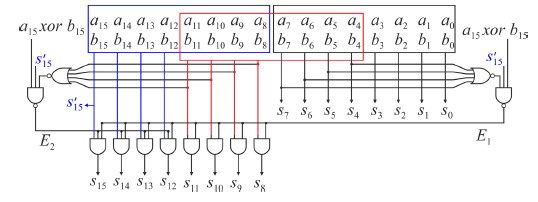 a₁₅ a₁₄ a₁₃ a₁₂ a₁₁ a₁₀ a₉ a₈ a₇ a₆ a₅ a₄ a₃ a₂ a₁ a₀
a₁₅ xor b₁₅ b₁₅ b₁₄ b₁₃ b₁₂ b₁₁ b₁₀ b₉ b₈ b₇ b₆ b₅ b₄ b₃ b₂ b₁ b₀ a₁₅ xor b₁₅
s′₁₅ s′₁₅
s′₁₅ s₇ s₆ s₅ s₄ s₃ s₂ s₁ s₀
E₂ E₁
s₁₅ s₁₄ s₁₃ s₁₂ s₁₁ s₁₀ s₉ s₈